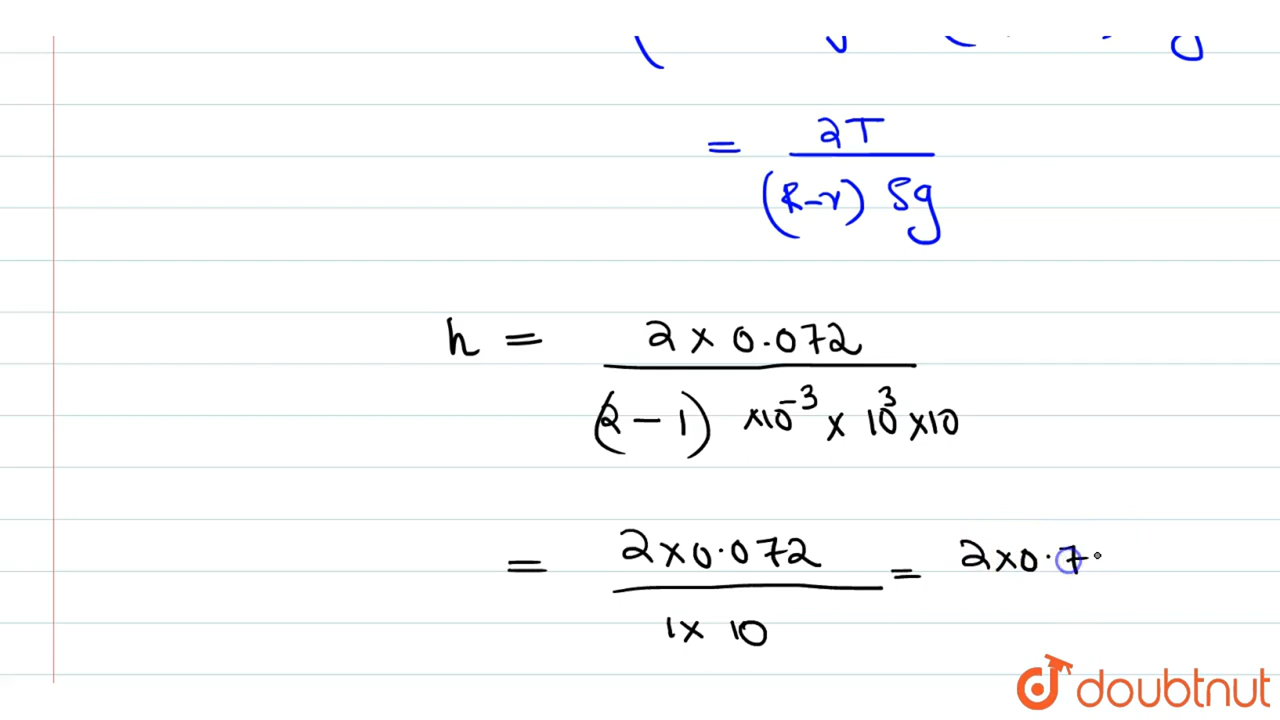 = 2T / (R-r) ρg
h = 2 × 0.072 / (2 - 1) ×10⁻³ × 10³ ×10
= 2×0.072 / 1× 10 = 2×0.7
doubtnut